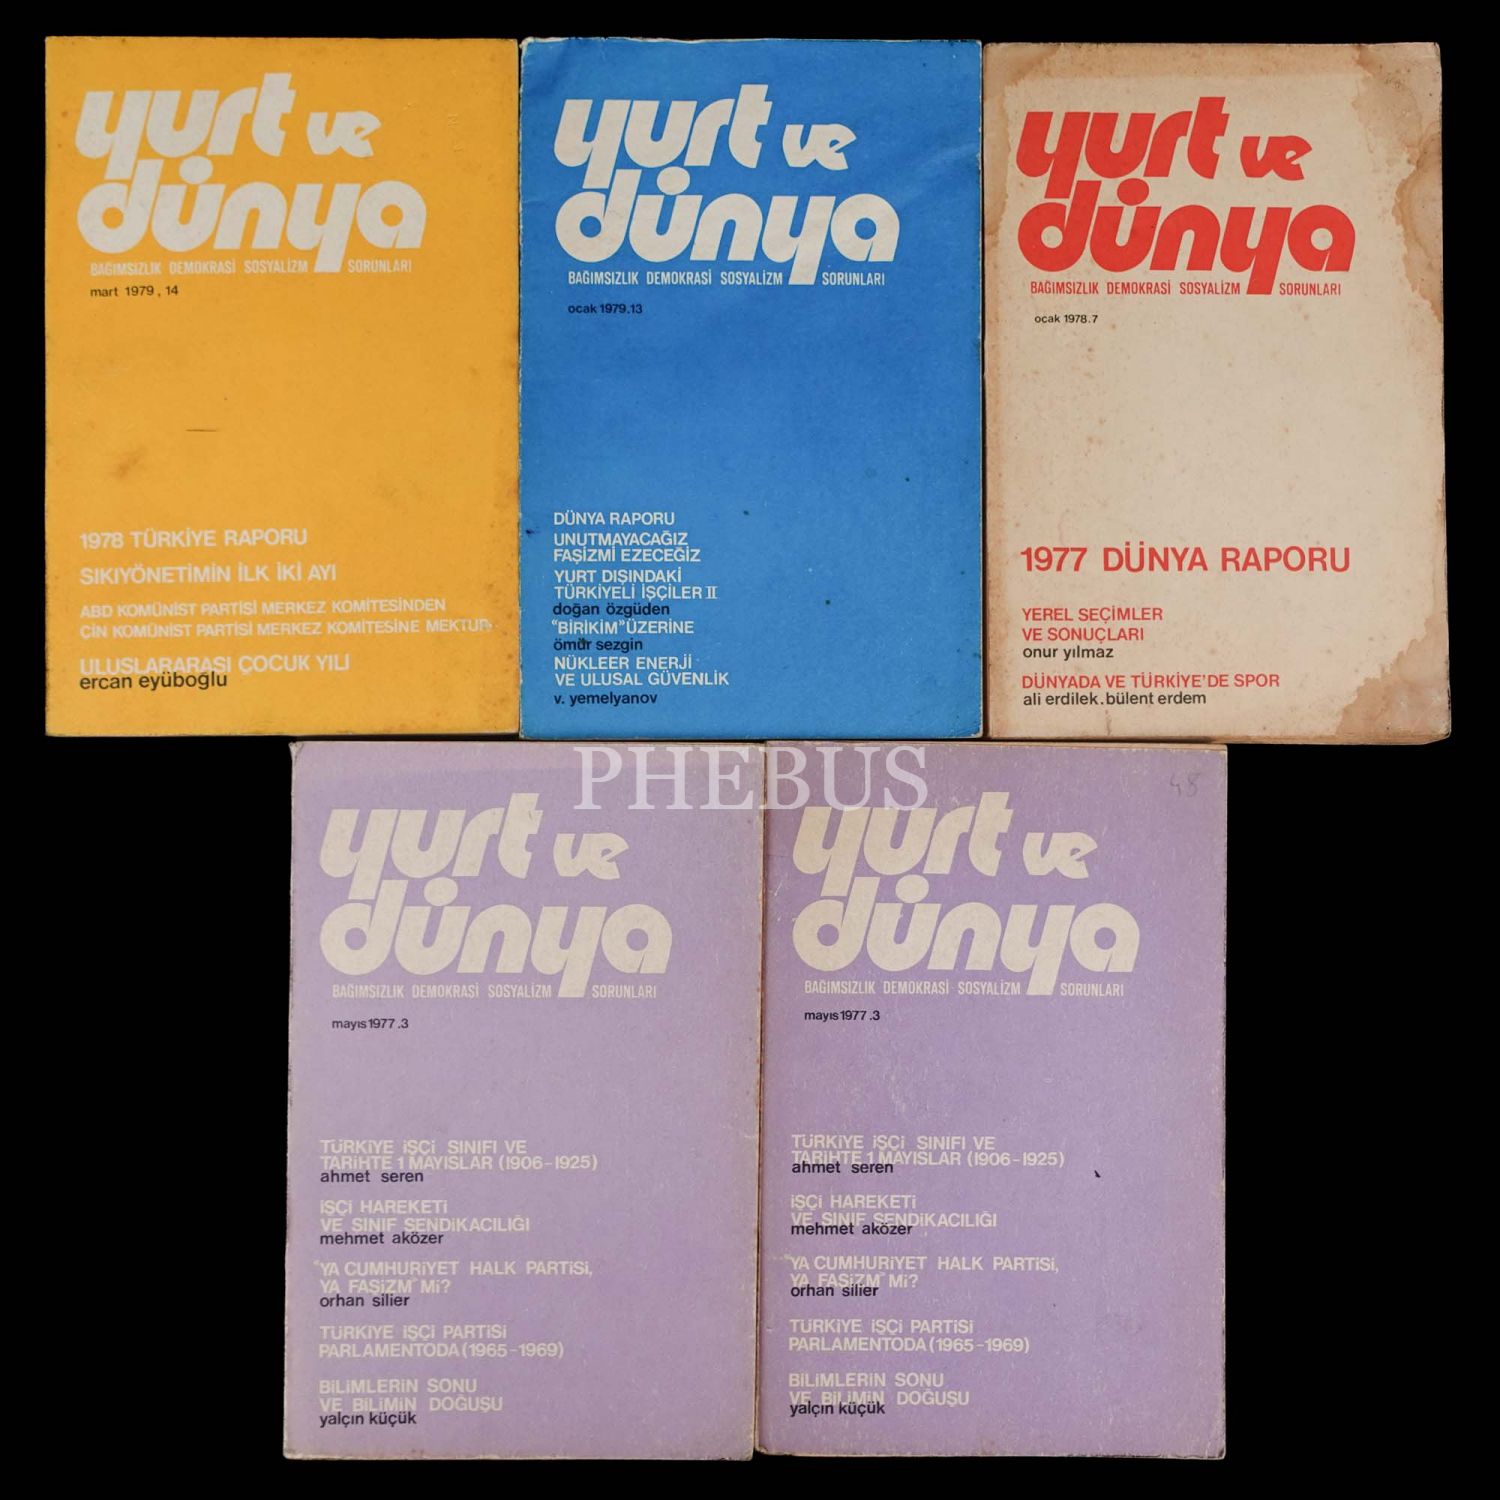 yurt ve
dünya
BAĞIMSIZLIK DEMOKRASİ SOSYALİZM SORUNLARI
mart 1979, 14
1978 TÜRKİYE RAPORU
SIKIYÖNETİMİN İLK İKİ AYI
ABD KOMÜNİST PARTİSİ MERKEZ KOMİTESİNDEN
ÇİN KOMÜNİST PARTİSİ MERKEZ KOMİTESİNE MEKTUP
ULUSLARARASI ÇOCUK YILI
ercan eyüboğlu
yurt ve
dünya
BAĞIMSIZLIK DEMOKRASİ SOSYALİZM SORUNLARI
ocak 1979.13
DÜNYA RAPORU
UNUTMAYACAĞIZ
FAŞİZMİ EZECEĞİZ
YURT DIŞINDAKİ
TÜRKİYELİ İŞÇİLER II
doğan özgüden
"BİRİKİM" ÜZERİNE
ömür sezgin
NÜKLEER ENERJİ
VE ULUSAL GÜVENLİK
v. yemelyanov
yurt ve
dünya
BAĞIMSIZLIK DEMOKRASİ SOSYALİZM SORUNLARI
ocak 1978.7
1977 DÜNYA RAPORU
YEREL SEÇİMLER
VE SONUÇLARI
onur yılmaz
DÜNYADA VE TÜRKİYE'DE SPOR
ali erdilek.bülent erdem
PHEBUS
yurt ve
dünya
BAĞIMSIZLIK DEMOKRASİ SOSYALİZM SORUNLARI
mayıs 1977.3
TÜRKİYE İŞÇİ SINIFI VE
TARİHTE 1 MAYISLAR (1906-1925)
ahmet seren
İŞÇİ HAREKETİ
VE SINIF SENDİKACILIĞI
mehmet aközer
"YA CUMHURİYET HALK PARTİSİ,
YA FAŞİZM" Mİ?
orhan silier
TÜRKİYE İŞÇİ PARTİSİ
PARLAMENTODA (1965-1969)
BİLİMLERİN SONU
VE BİLİMİN DOĞUŞU
yalçın küçük
48
yurt ve
dünya
BAĞIMSIZLIK DEMOKRASİ SOSYALİZM SORUNLARI
mayıs 1977.3
TÜRKİYE İŞÇİ SINIFI VE
TARİHTE 1 MAYISLAR (1906-1925)
ahmet seren
İŞÇİ HAREKETİ
VE SINIF SENDİKACILIĞI
mehmet aközer
"YA CUMHURİYET HALK PARTİSİ,
YA FAŞİZM" Mİ?
orhan silier
TÜRKİYE İŞÇİ PARTİSİ
PARLAMENTODA (1965-1969)
BİLİMLERİN SONU
VE BİLİMİN DOĞUŞU
yalçın küçük